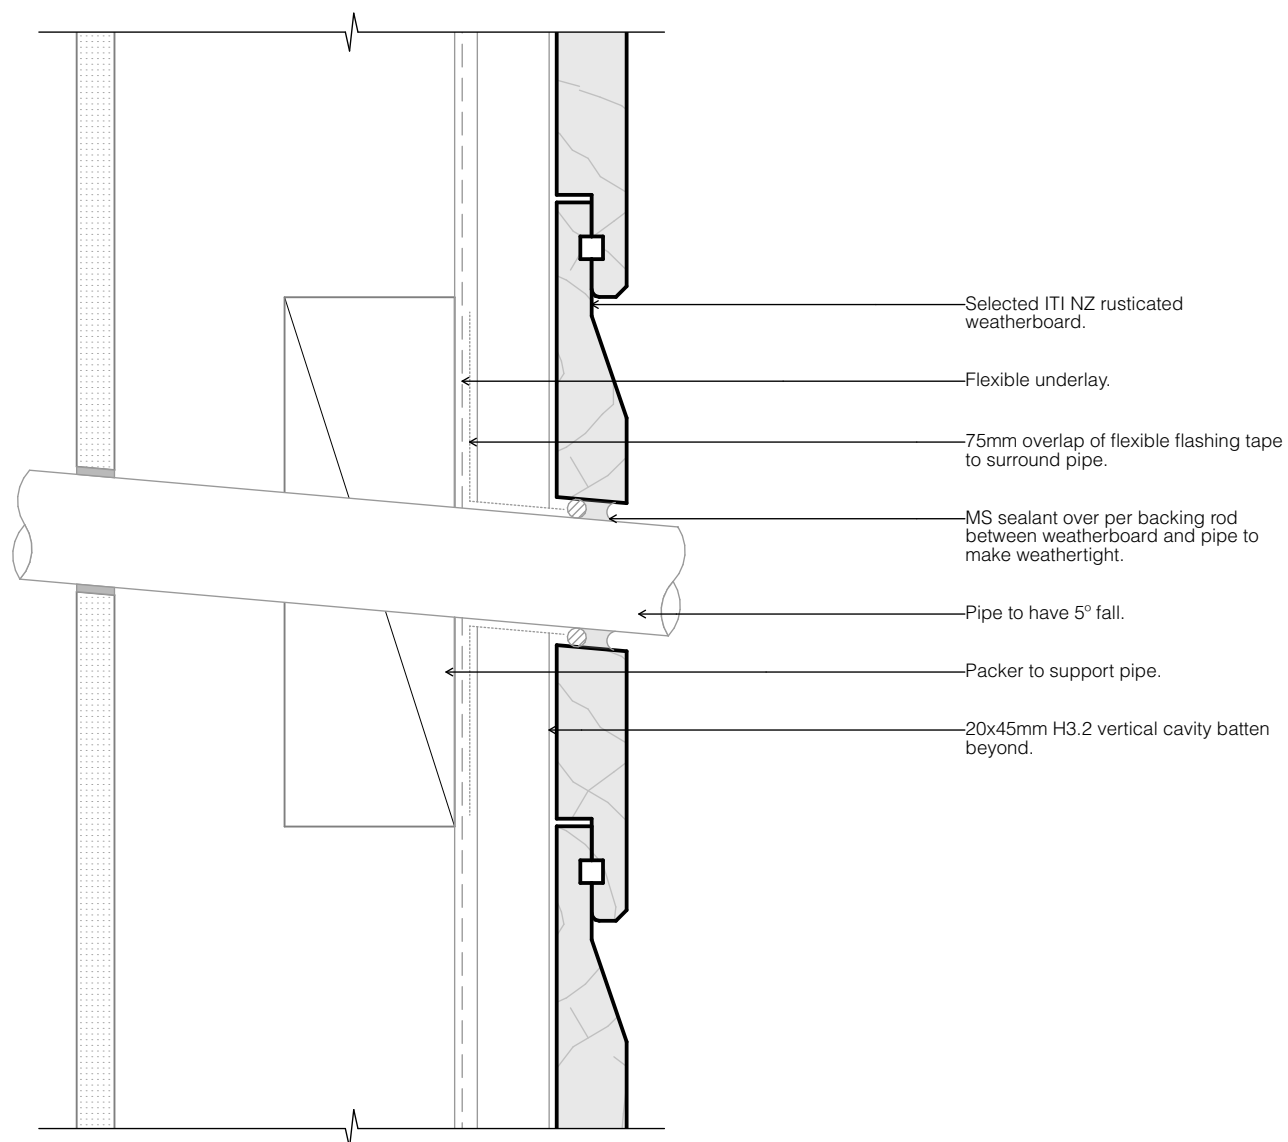 Selected ITI NZ rusticated
weatherboard.
Flexible underlay.
75mm overlap of flexible flashing tape
to surround pipe.
MS sealant over per backing rod
between weatherboard and pipe to
make weathertight.
Pipe to have 5° fall.
Packer to support pipe.
20x45mm H3.2 vertical cavity batten
beyond.